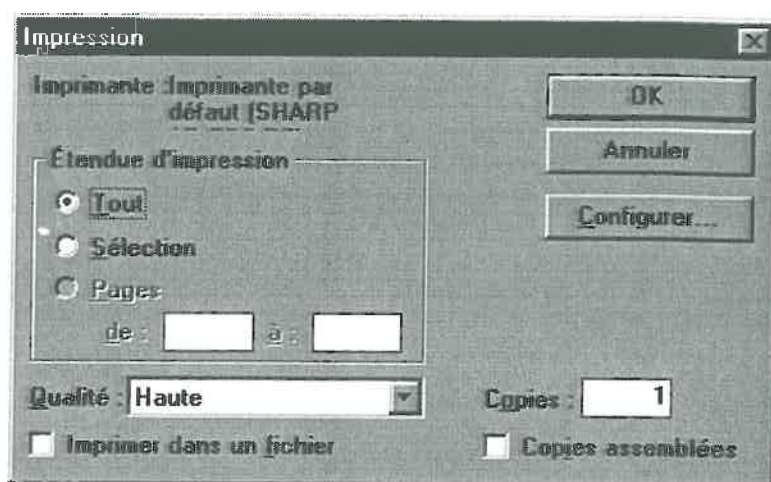 Impression
Imprimante :Imprimante par
défaut (SHARP
OK
Annuler
Configurer...
Étendue d'impression
Tout
Sélection
Pages
de :
à :
Qualité : Haute
Copies : 1
Imprimer dans un fichier
Copies assemblées